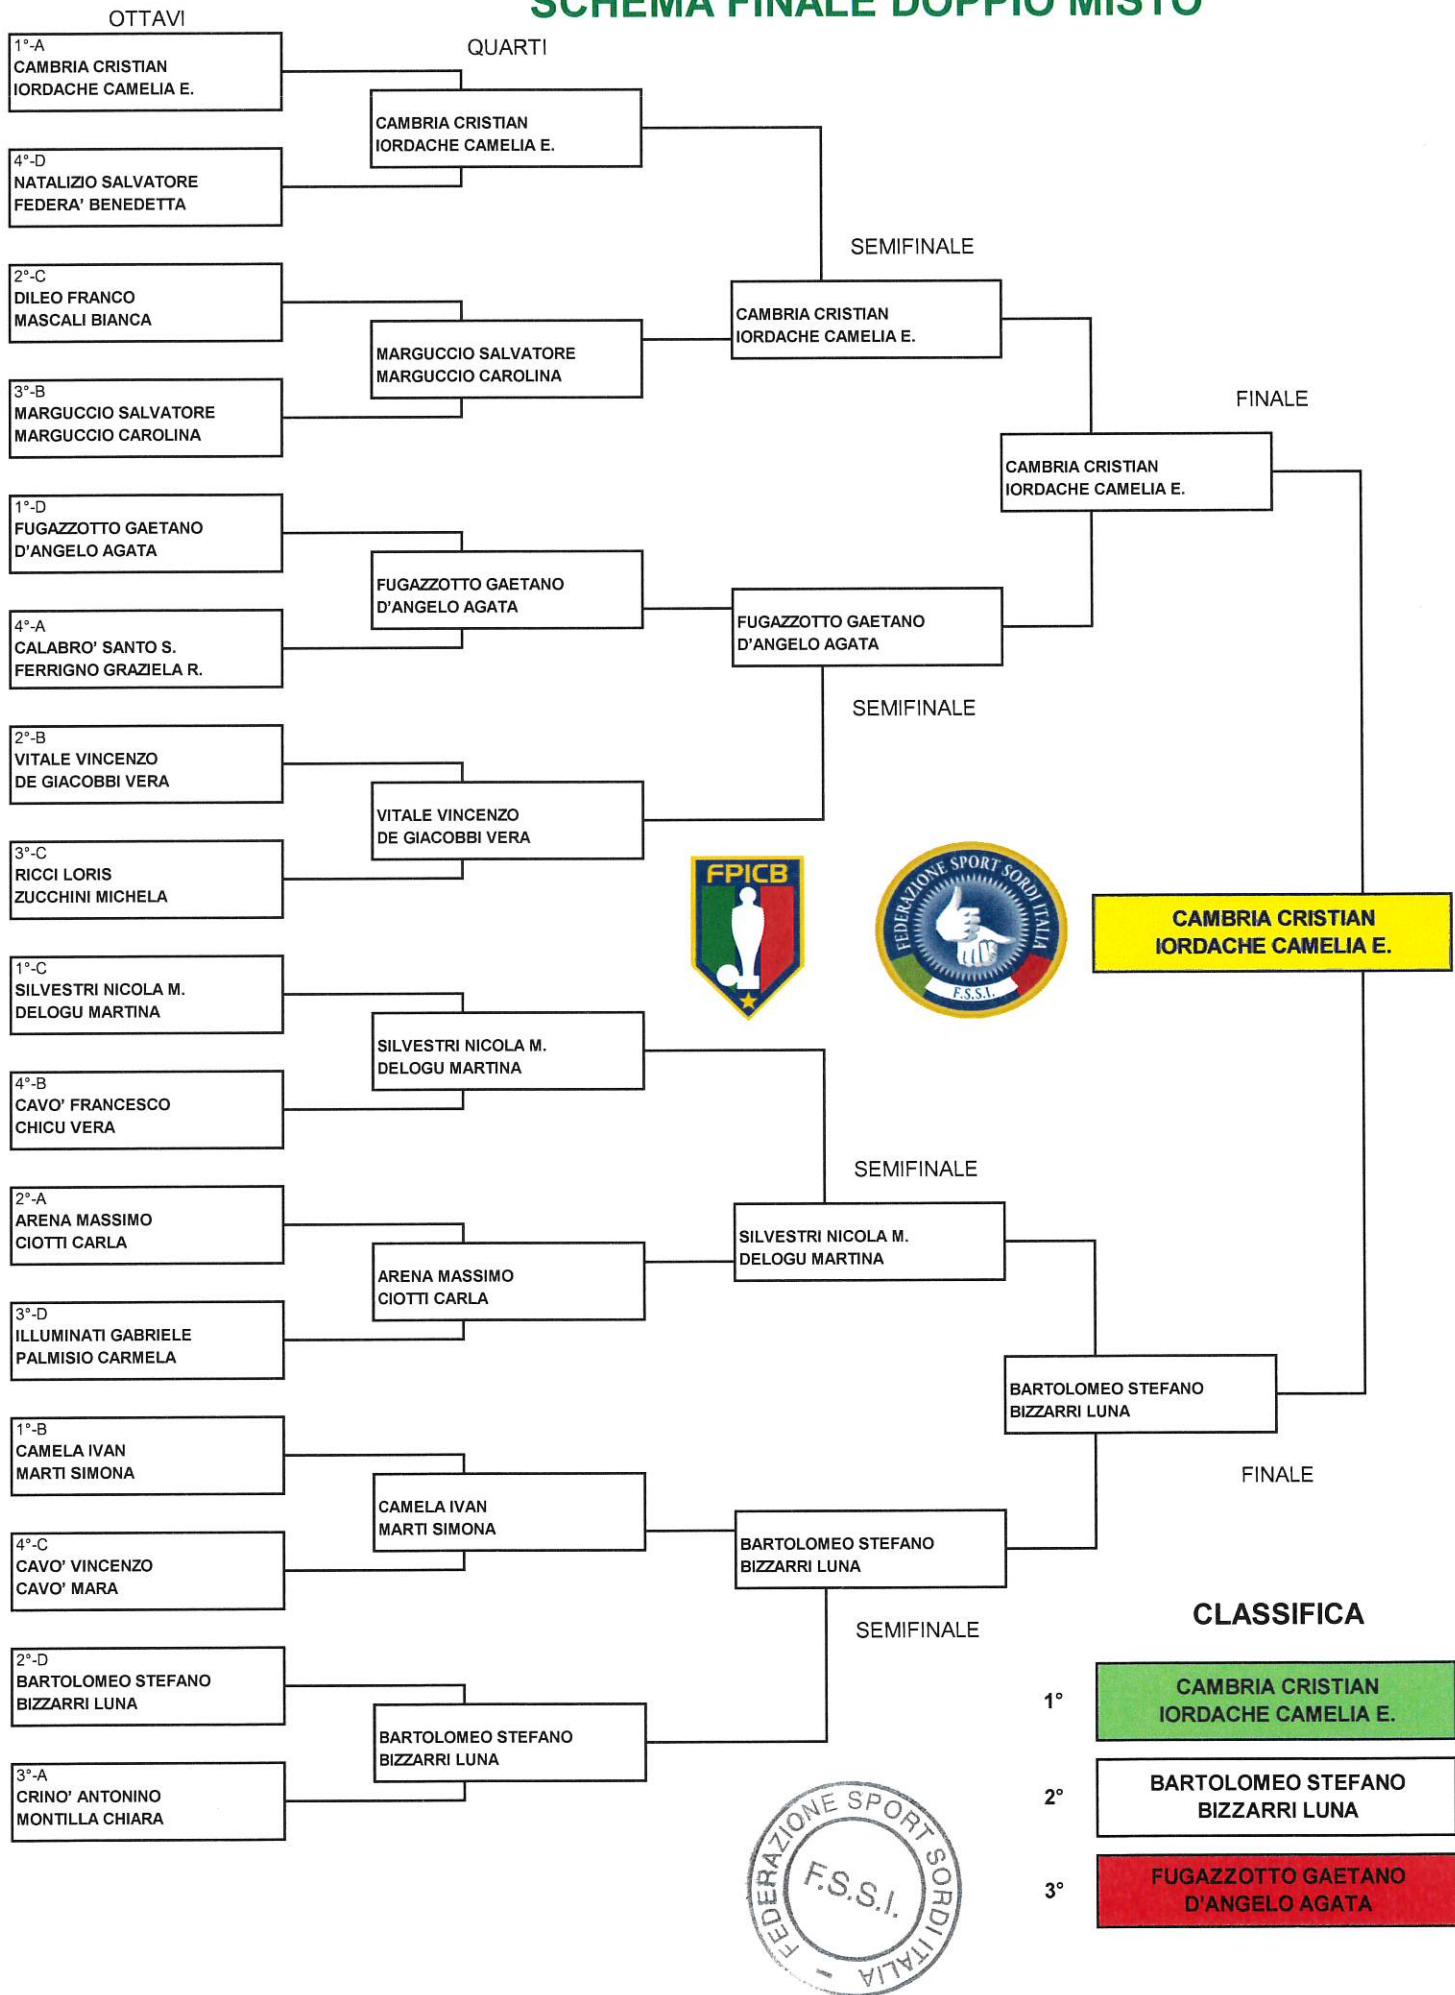 SCHEMA FINALE DOPPIO MISTO
OTTAVI
QUARTI
1°-A
CAMBRIA CRISTIAN
IORDACHE CAMELIA E.
CAMBRIA CRISTIAN
IORDACHE CAMELIA E.
4°-D
NATALIZIO SALVATORE
FEDERA' BENEDETTA
SEMIFINALE
2°-C
DILEO FRANCO
MASCALI BIANCA
CAMBRIA CRISTIAN
IORDACHE CAMELIA E.
MARGUCCIO SALVATORE
MARGUCCIO CAROLINA
3°-B
MARGUCCIO SALVATORE
MARGUCCIO CAROLINA
FINALE
CAMBRIA CRISTIAN
IORDACHE CAMELIA E.
1°-D
FUGAZZOTTO GAETANO
D'ANGELO AGATA
FUGAZZOTTO GAETANO
D'ANGELO AGATA
4°-A
CALABRO' SANTO S.
FERRIGNO GRAZIELA R.
FUGAZZOTTO GAETANO
D'ANGELO AGATA
SEMIFINALE
2°-B
VITALE VINCENZO
DE GIACOBBI VERA
VITALE VINCENZO
DE GIACOBBI VERA
3°-C
RICCI LORIS
ZUCCHINI MICHELA
FPICB
FEDERAZIONE SPORT SORDI ITALIA
F.S.S.I.
CAMBRIA CRISTIAN
IORDACHE CAMELIA E.
1°-C
SILVESTRI NICOLA M.
DELOGU MARTINA
SILVESTRI NICOLA M.
DELOGU MARTINA
4°-B
CAVO' FRANCESCO
CHICU VERA
SEMIFINALE
2°-A
ARENA MASSIMO
CIOTTI CARLA
SILVESTRI NICOLA M.
DELOGU MARTINA
ARENA MASSIMO
CIOTTI CARLA
3°-D
ILLUMINATI GABRIELE
PALMISIO CARMELA
BARTOLOMEO STEFANO
BIZZARRI LUNA
FINALE
1°-B
CAMELA IVAN
MARTI SIMONA
CAMELA IVAN
MARTI SIMONA
4°-C
CAVO' VINCENZO
CAVO' MARA
BARTOLOMEO STEFANO
BIZZARRI LUNA
SEMIFINALE
2°-D
BARTOLOMEO STEFANO
BIZZARRI LUNA
BARTOLOMEO STEFANO
BIZZARRI LUNA
3°-A
CRINO' ANTONINO
MONTILLA CHIARA
CLASSIFICA
1°
CAMBRIA CRISTIAN
IORDACHE CAMELIA E.
2°
BARTOLOMEO STEFANO
BIZZARRI LUNA
3°
FUGAZZOTTO GAETANO
D'ANGELO AGATA
FEDERAZIONE SPORT SORDI ITALIA -
F.S.S.I.